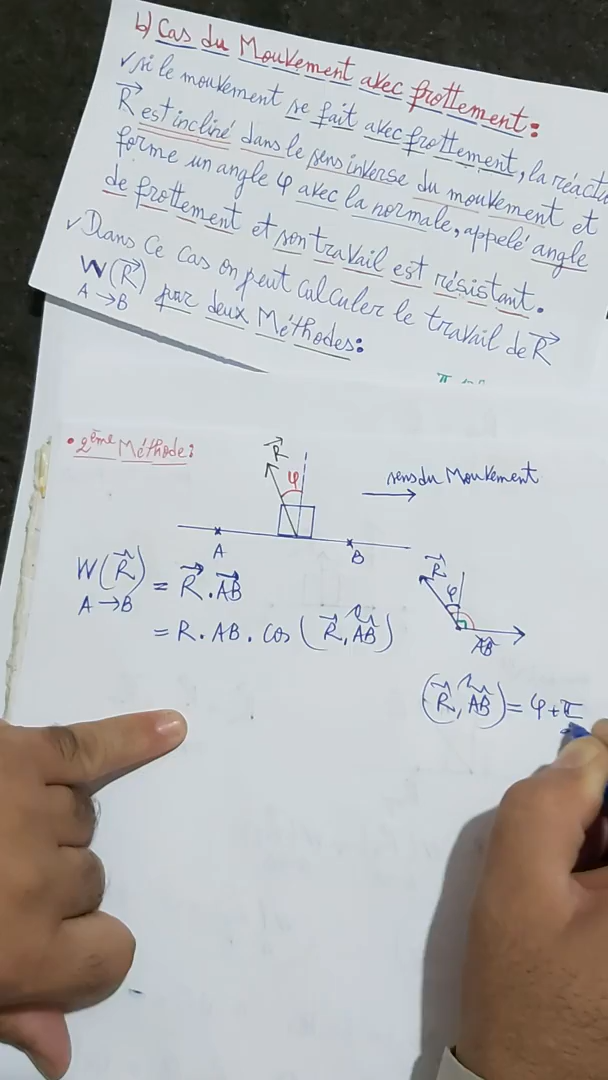 b) Cas du Mouvement avec frottement:
✓ si le mouvement se fait avec frottement, la réact
R⃗ est incliné dans le sens inverse du mouvement et
forme un angle φ avec la normale, appelé angle
de frottement et son travail est résistant.
✓ Dans ce cas on peut calculer le travail de R⃗
W(R⃗) par deux Méthodes:
A→B
• 2ème Méthode:
R⃗
φ
sens du Mouvement
A
B
W(R⃗) = R⃗.AB⃗
A→B
= R.AB.cos(R⃗,AB⃗)
R⃗
φ
AB⃗
(R⃗,AB⃗) = φ+π